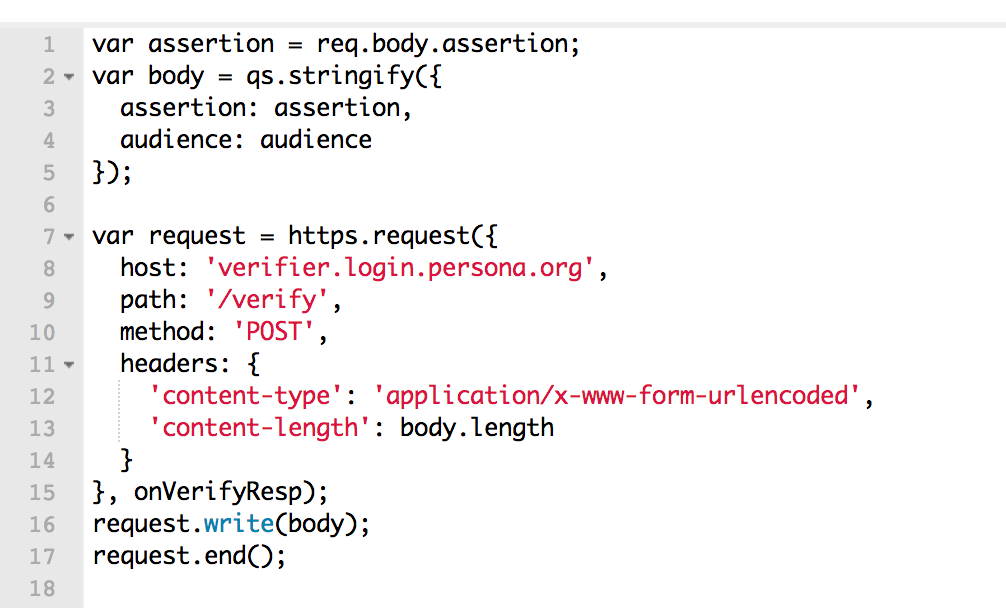 1 var assertion = req.body.assertion;
2 var body = qs.stringify({
3 assertion: assertion,
4 audience: audience
5 });
6
7 var request = https.request({
8 host: 'verifier.login.persona.org',
9 path: '/verify',
10 method: 'POST',
11 headers: {
12 'content-type': 'application/x-www-form-urlencoded',
13 'content-length': body.length
14 }
15 }, onVerifyResp);
16 request.write(body);
17 request.end();
18